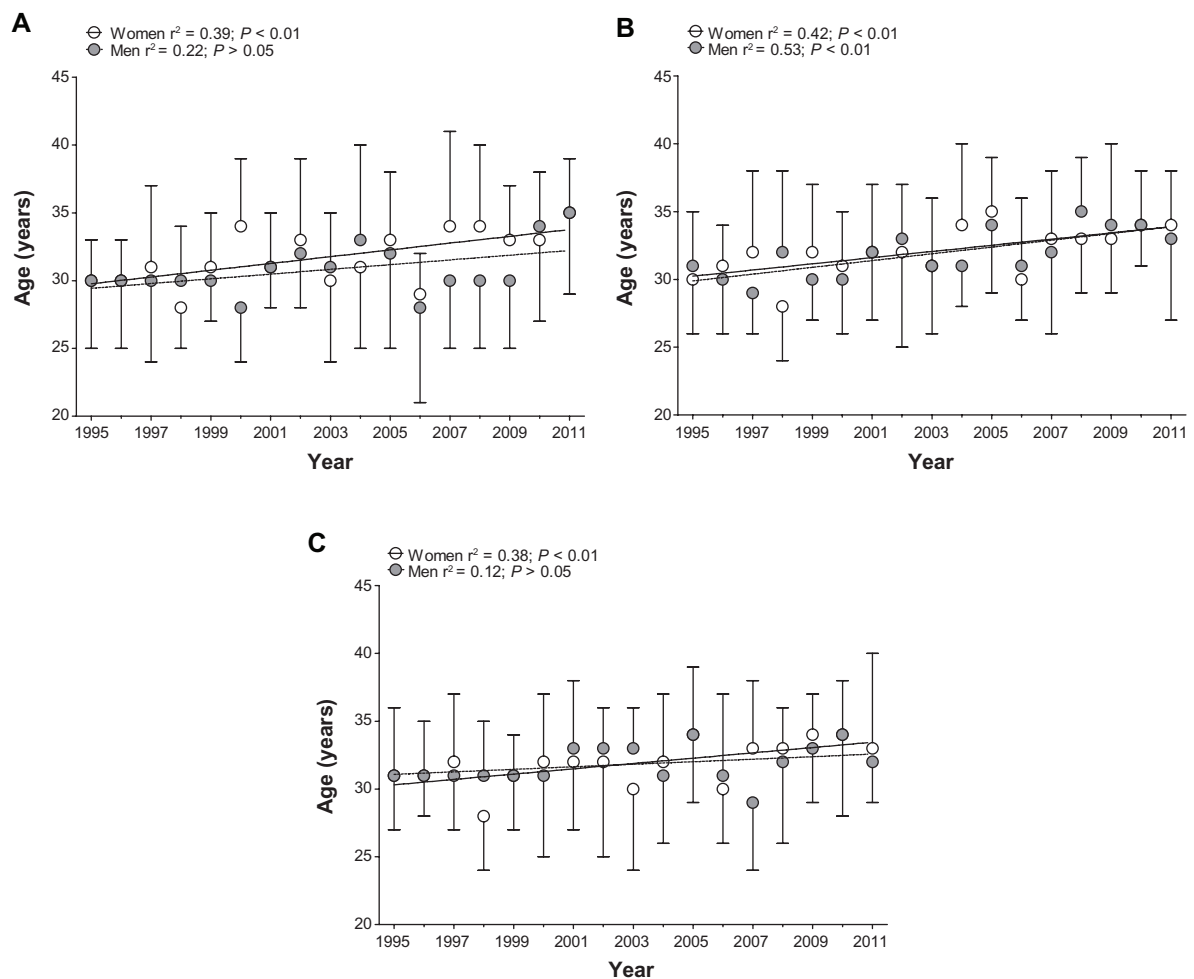 A
Women r² = 0.39; P < 0.01
Men r² = 0.22; P > 0.05
45
40
35
30
25
20
Age (years)
1995 1997 1999 2001 2003 2005 2007 2009 2011
Year
B
Women r² = 0.42; P < 0.01
Men r² = 0.53; P < 0.01
45
40
35
30
25
20
Age (years)
1995 1997 1999 2001 2003 2005 2007 2009 2011
Year
C
Women r² = 0.38; P < 0.01
Men r² = 0.12; P > 0.05
45
40
35
30
25
20
Age (years)
1995 1997 1999 2001 2003 2005 2007 2009 2011
Year